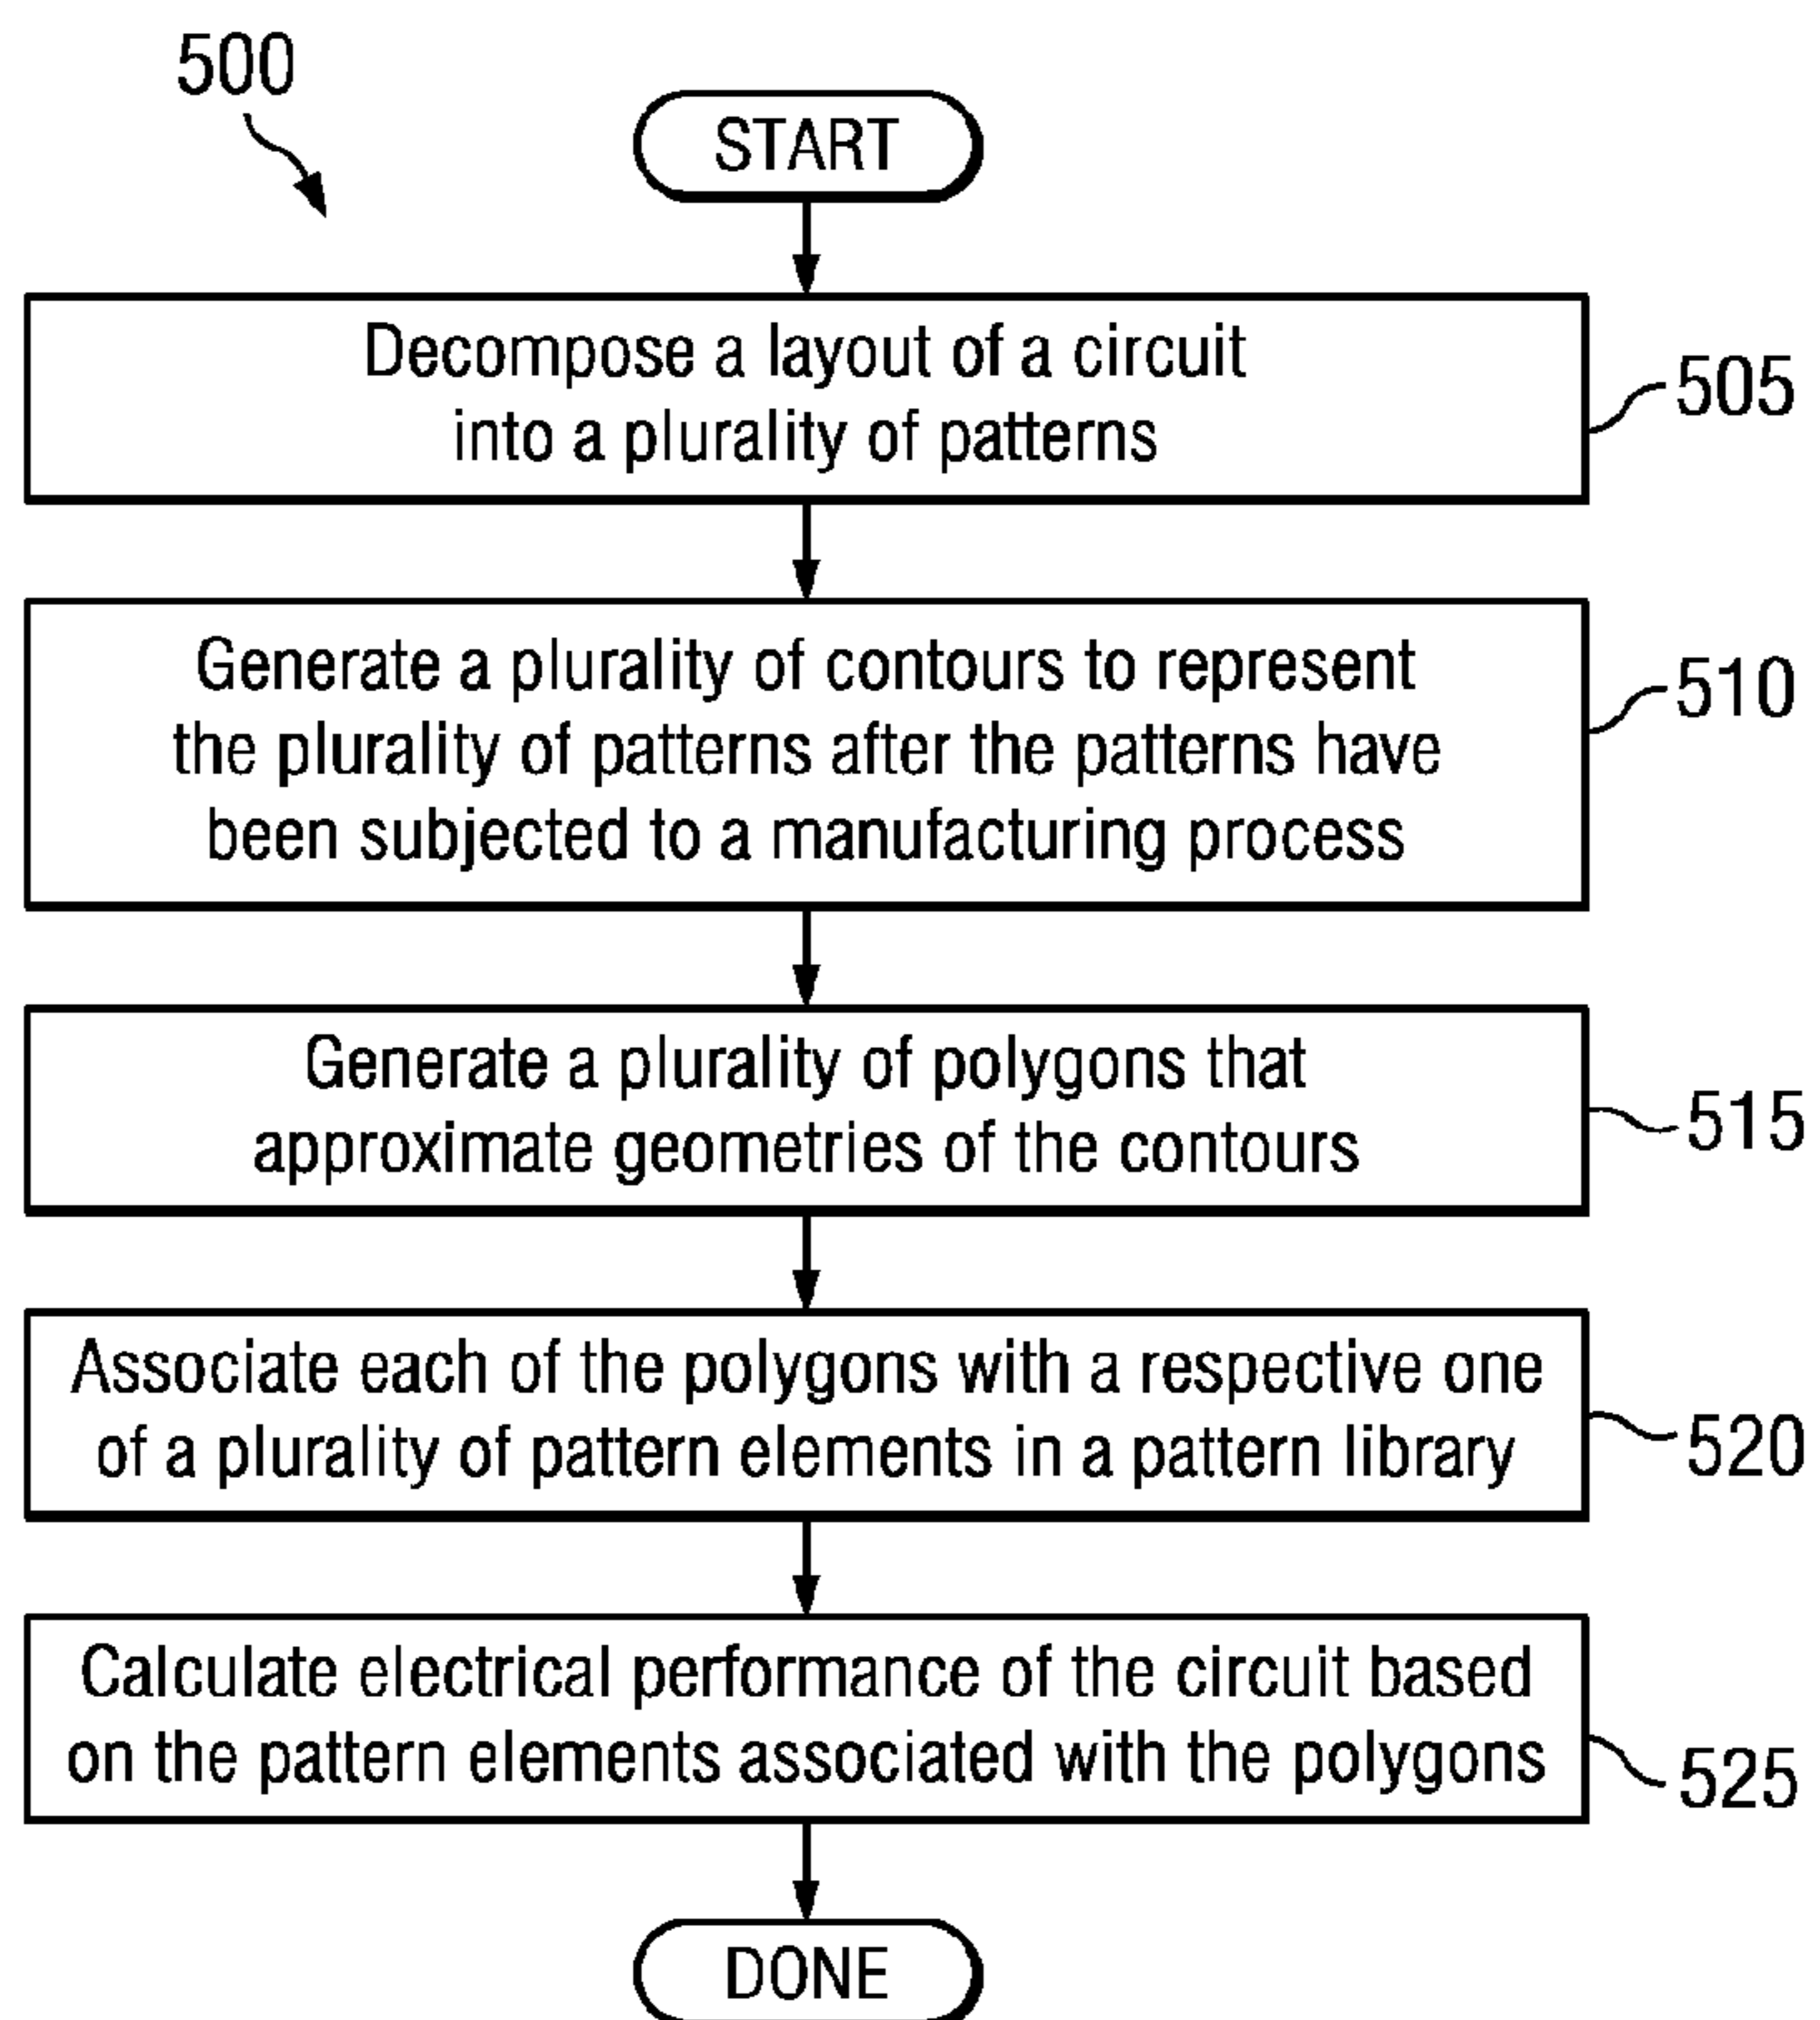 500
START
Decompose a layout of a circuit
into a plurality of patterns
505
Generate a plurality of contours to represent
the plurality of patterns after the patterns have
been subjected to a manufacturing process
510
Generate a plurality of polygons that
approximate geometries of the contours
515
Associate each of the polygons with a respective one
of a plurality of pattern elements in a pattern library
520
Calculate electrical performance of the circuit based
on the pattern elements associated with the polygons
525
DONE